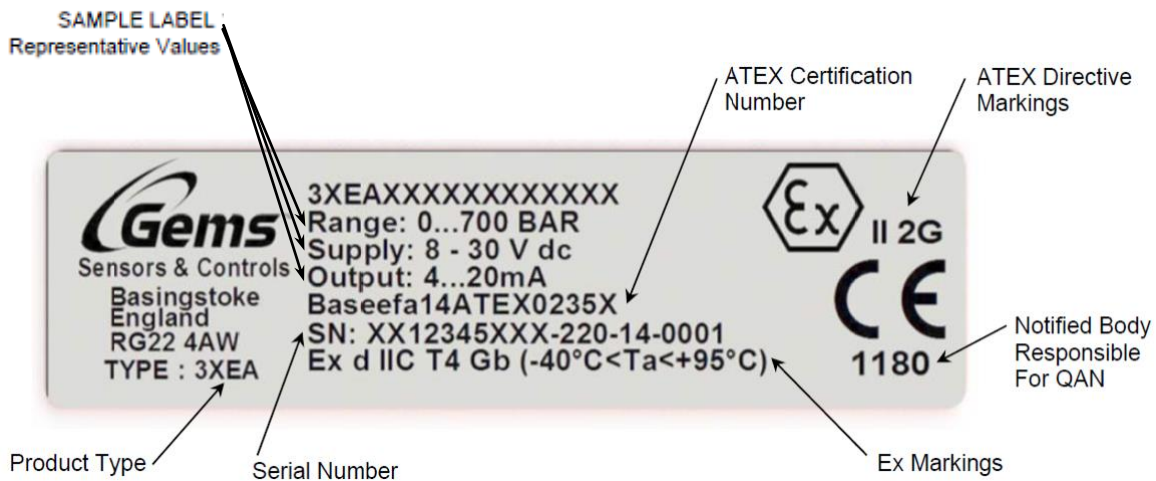 SAMPLE LABEL :
Representative Values
ATEX Certification
Number
ATEX Directive
Markings
Gems
Sensors & Controls
Basingstoke
England
RG22 4AW
TYPE : 3XEA
3XEAXXXXXXXXXXXX
Range: 0...700 BAR
Supply: 8 - 30 V dc
Output: 4...20mA
Baseefa14ATEX0235X
SN: XX12345XXX-220-14-0001
Ex d IIC T4 Gb (-40°C<Ta<+95°C)
Ex
II 2G
CE
1180
Notified Body
Responsible
For QAN
Product Type
Serial Number
Ex Markings